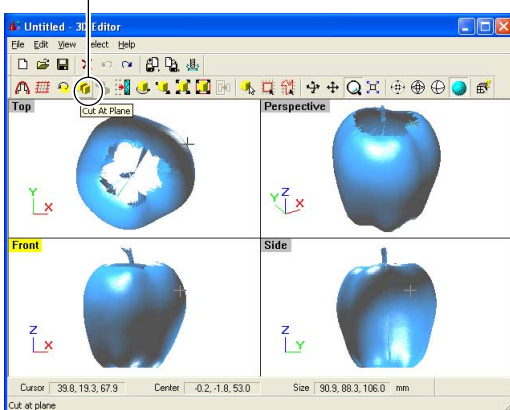 Untitled - 3D Editor
File Edit View Select Help
Cut At Plane
Top
Perspective
Y
X
Z
Y
X
Front
Side
Z
X
Z
Y
Cursor 39.8, 19.3, 67.9 Center -0.2, -1.8, 53.0 Size 90.9, 88.3, 106.0 mm
Cut at plane